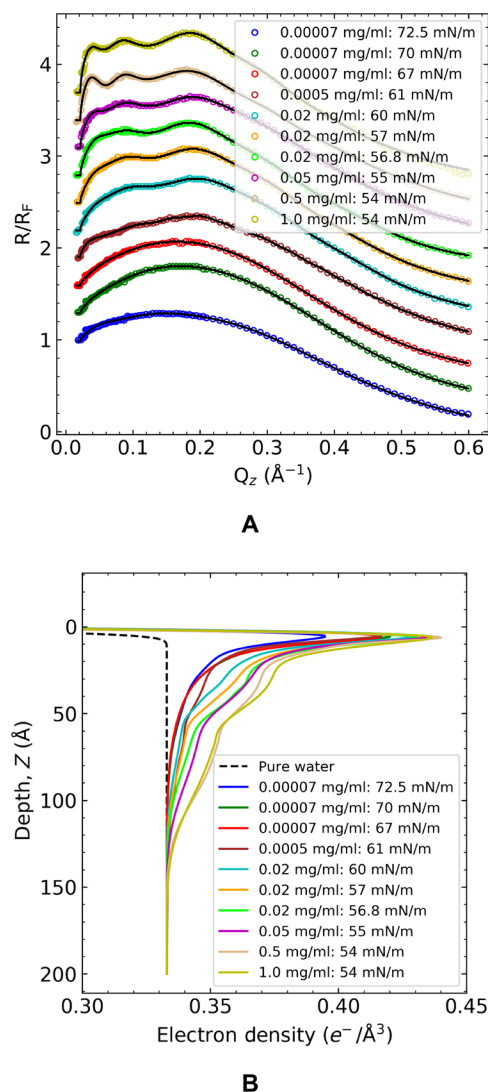 0.00007 mg/ml: 72.5 mN/m
0.00007 mg/ml: 70 mN/m
0.00007 mg/ml: 67 mN/m
0.0005 mg/ml: 61 mN/m
0.02 mg/ml: 60 mN/m
0.02 mg/ml: 57 mN/m
0.02 mg/ml: 56.8 mN/m
0.05 mg/ml: 55 mN/m
0.5 mg/ml: 54 mN/m
1.0 mg/ml: 54 mN/m
R/R_F
4
3
2
1
0
0.0 0.1 0.2 0.3 0.4 0.5 0.6
Q_z (Å⁻¹)
A
Depth, Z (Å)
0
50
100
150
200
Pure water
0.00007 mg/ml: 72.5 mN/m
0.00007 mg/ml: 70 mN/m
0.00007 mg/ml: 67 mN/m
0.0005 mg/ml: 61 mN/m
0.02 mg/ml: 60 mN/m
0.02 mg/ml: 57 mN/m
0.02 mg/ml: 56.8 mN/m
0.05 mg/ml: 55 mN/m
0.5 mg/ml: 54 mN/m
1.0 mg/ml: 54 mN/m
0.30 0.35 0.40 0.45
Electron density (e⁻/Å³)
B